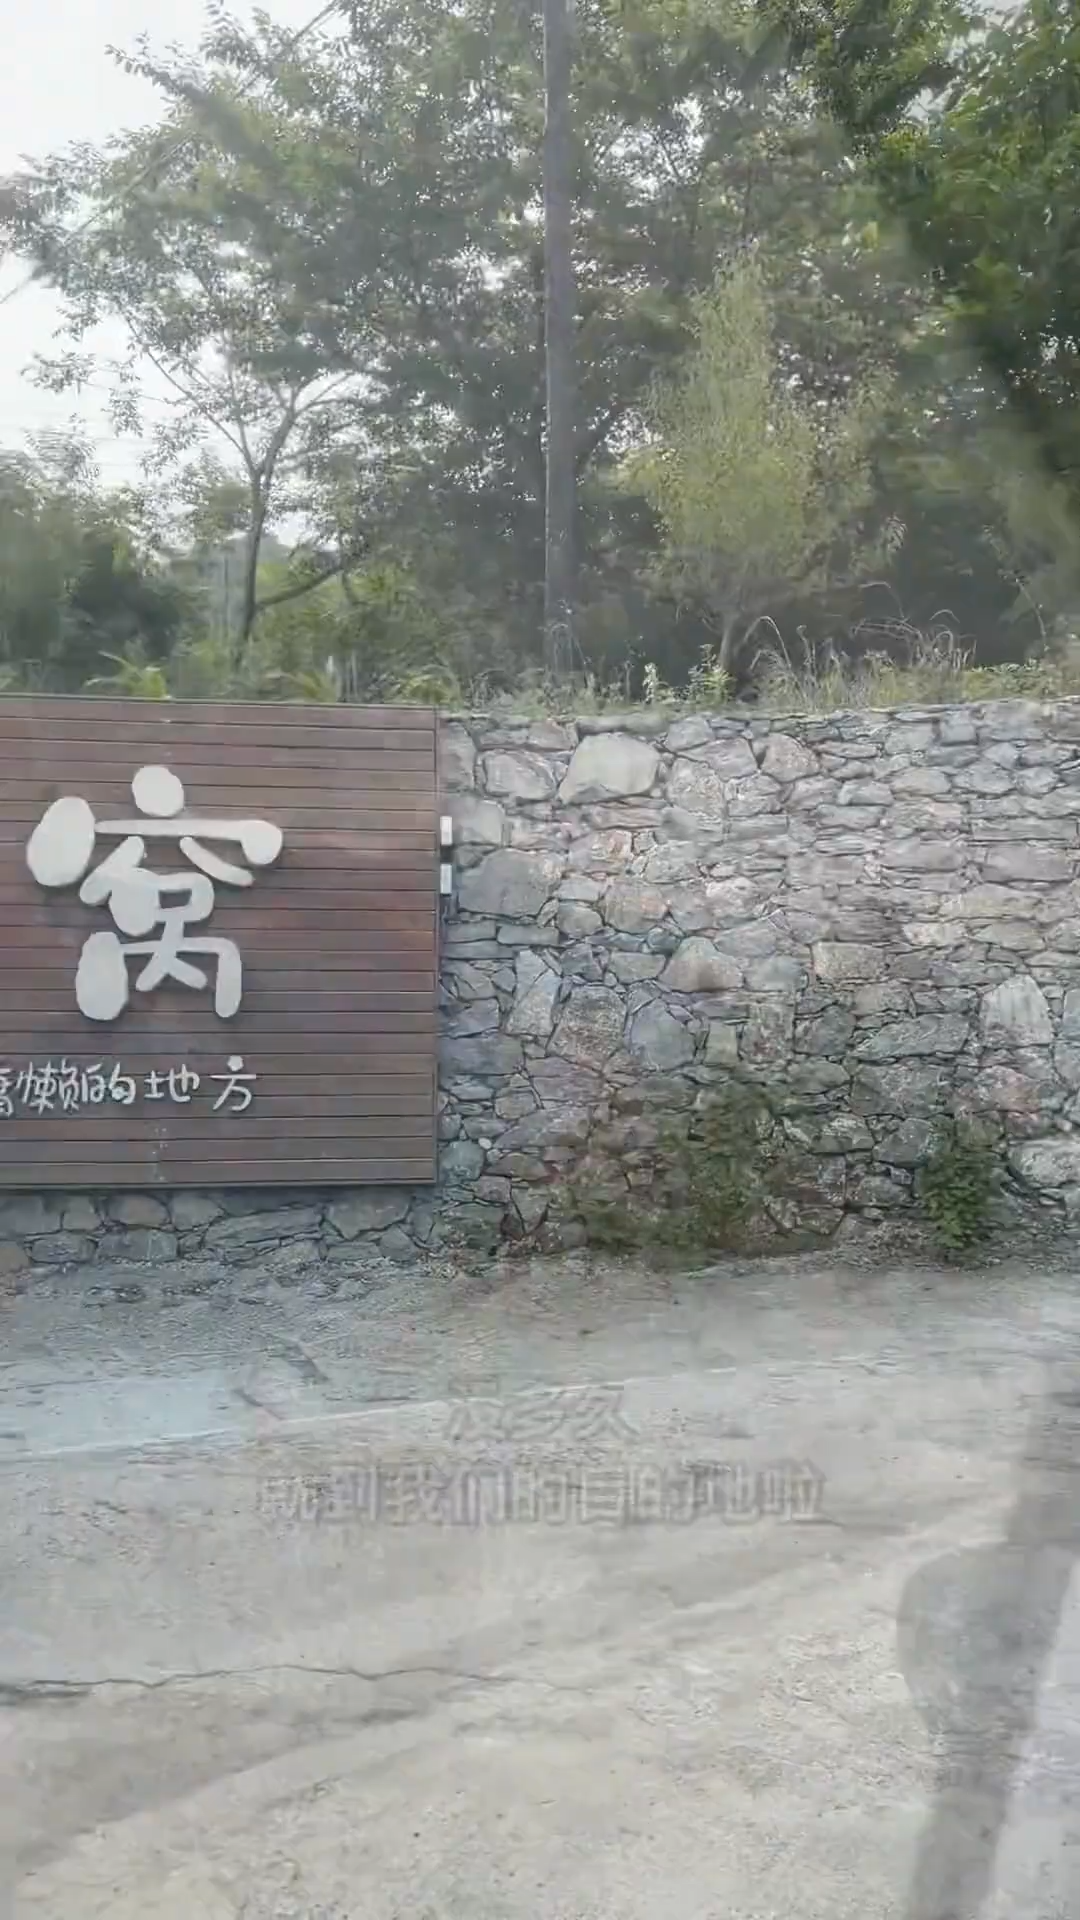 窝
懒的地方
没多久
就到我们的目的地啦